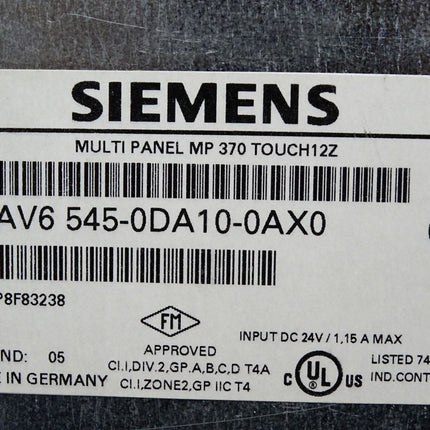 SIEMENS
MULTI PANEL MP 370 TOUCH12Z
AV6 545-0DA10-0AX0
P8F83238
FM
APPROVED
CI.I,DIV.2,GP.A,B,C,D T4A
CI.I,ZONE2,GP IIC T4
INPUT DC 24V / 1,15 A MAX
C UL US
LISTED 74
IND.CONT
ND: 05
E IN GERMANY